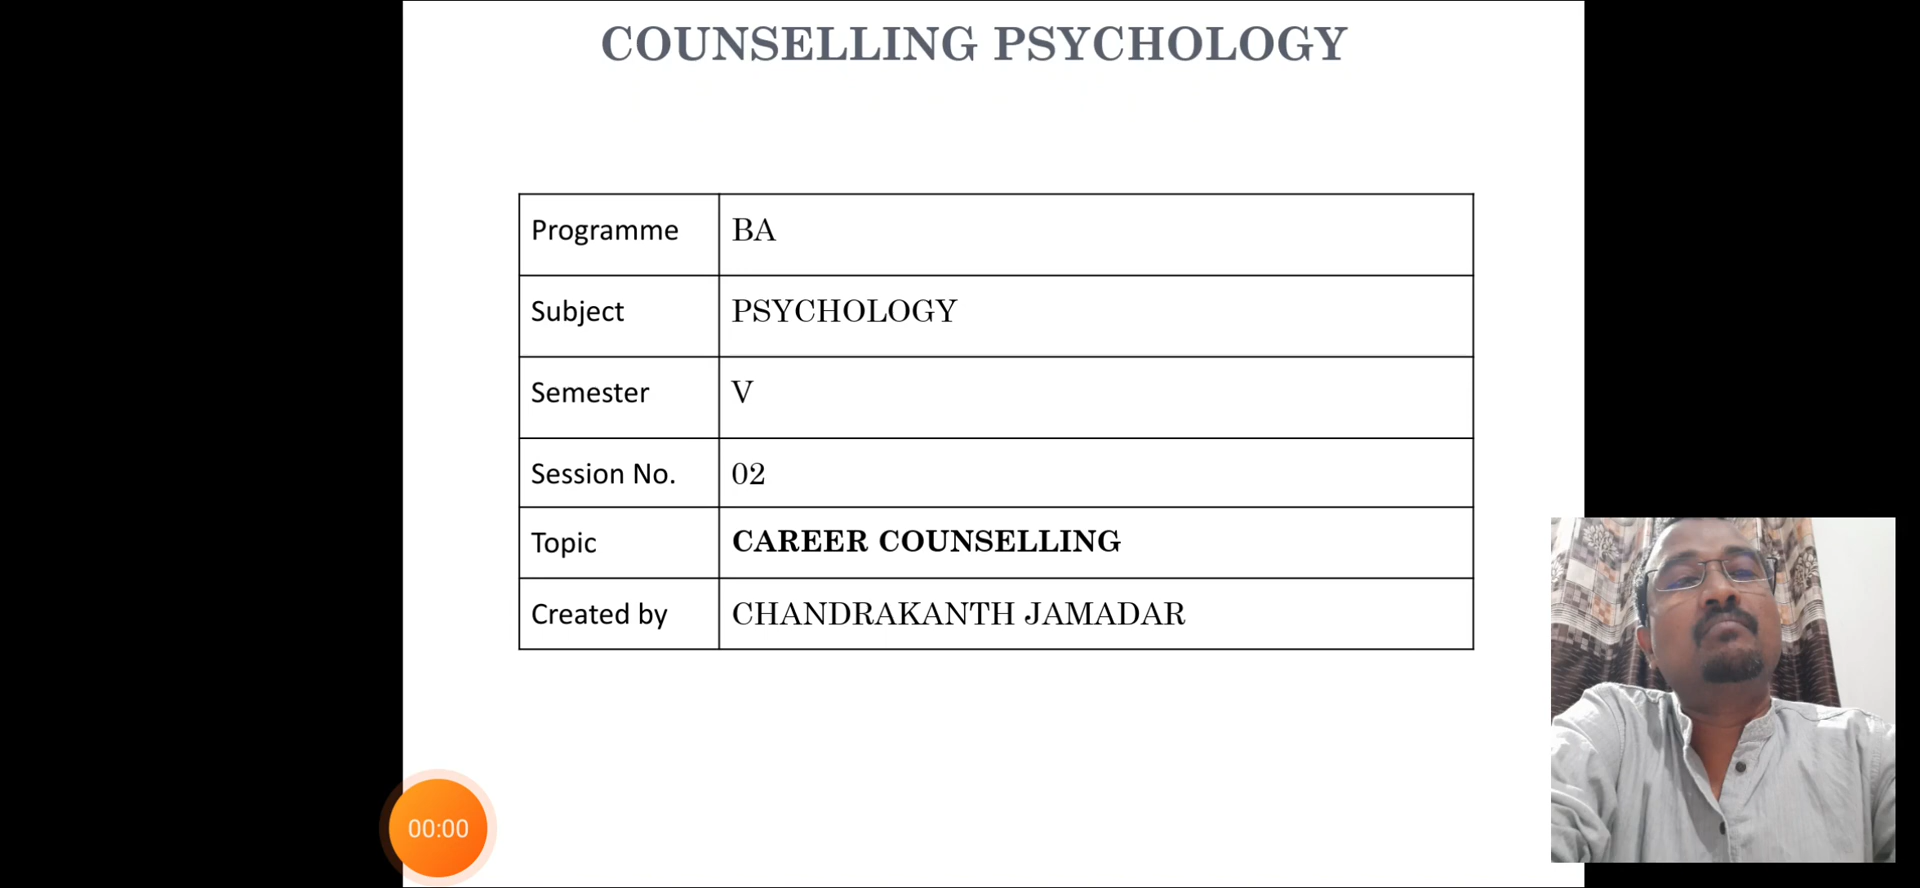 COUNSELLING PSYCHOLOGY
Programme BA
Subject PSYCHOLOGY
Semester V
Session No. 02
Topic CAREER COUNSELLING
Created by CHANDRAKANTH JAMADAR
00:00